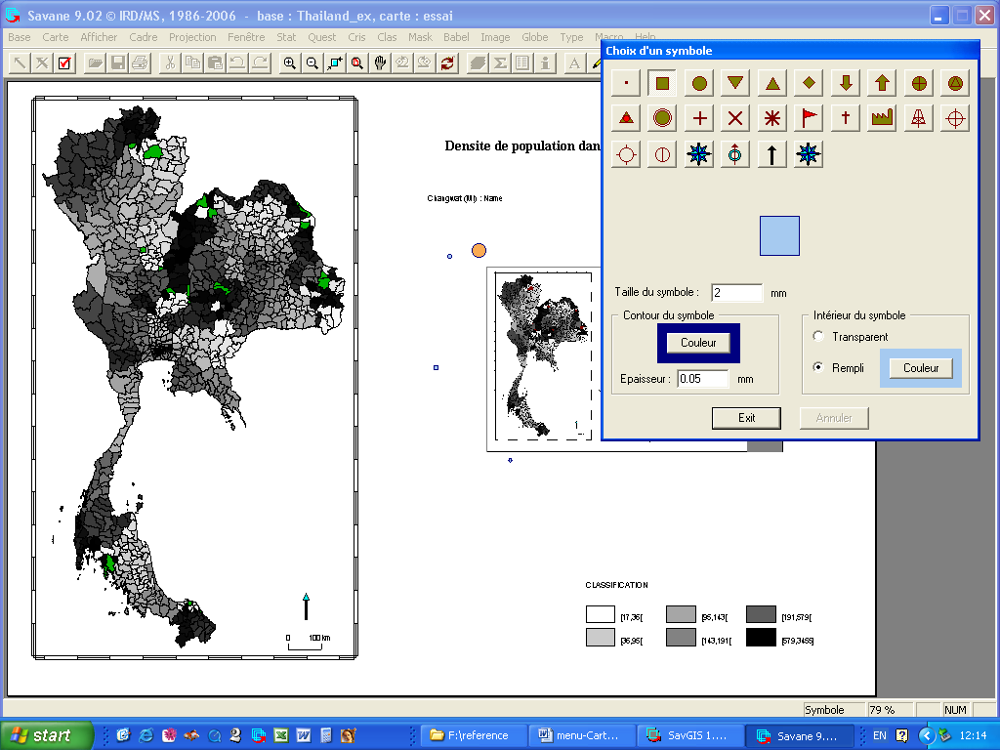 Savane 9.02 © IRD/MS, 1986-2006 - base : Thailand_ex, carte : essai
Base Carte Afficher Cadre Projection Fenêtre Stat Quest Cris Clas Mask Babel Image Globe Type Macro Help
Choix d'un symbole
Densite de population dan
Changwat (MI) : Name
Taille du symbole : 2 mm
Contour du symbole
Couleur
Epaisseur : 0.05 mm
Intérieur du symbole
Transparent
Rempli
Couleur
Exit
Annuler
1
0 100 km
CLASSIFICATION
[17,36[
[95,143[
[191,579[
[36,95[
[143,191[
[579,3455]
Symbole
79 %
NUM
start
F:\reference
menu-Cart...
SavGIS 1....
Savane 9....
EN
12:14